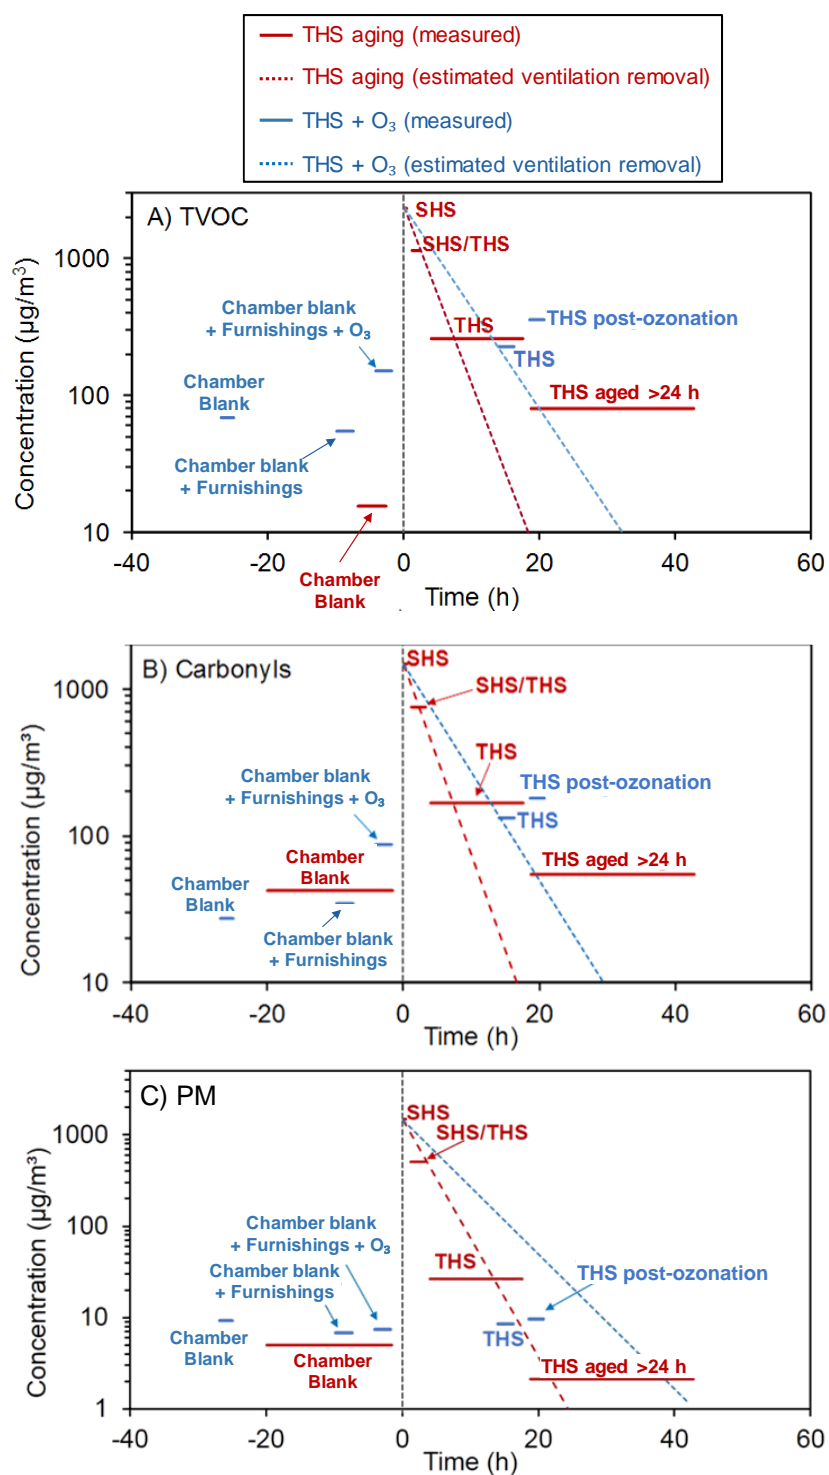 THS aging (measured)
THS aging (estimated ventilation removal)
THS + O₃ (measured)
THS + O₃ (estimated ventilation removal)
A) TVOC
SHS
SHS/THS
1000
Chamber blank
+ Furnishings + O₃
THS
THS post-ozonation
THS
Chamber
Blank
THS aged >24 h
100
Chamber blank
+ Furnishings
10
Concentration (µg/m³)
-40
-20
0
20
40
60
Chamber
Blank
Time (h)
B) Carbonyls
SHS
SHS/THS
1000
THS
Chamber blank
+ Furnishings + O₃
THS post-ozonation
THS
100
Chamber
Blank
THS aged >24 h
Chamber
Blank
Chamber blank
+ Furnishings
10
Concentration (µg/m³)
-40
-20
0
20
40
60
Time (h)
C) PM
SHS
SHS/THS
1000
100
Chamber blank
+ Furnishings + O₃
THS
Chamber blank
+ Furnishings
THS post-ozonation
10
THS
Chamber
Blank
Chamber
Blank
THS aged >24 h
1
Concentration (µg/m³)
-40
-20
0
20
40
60
Time (h)